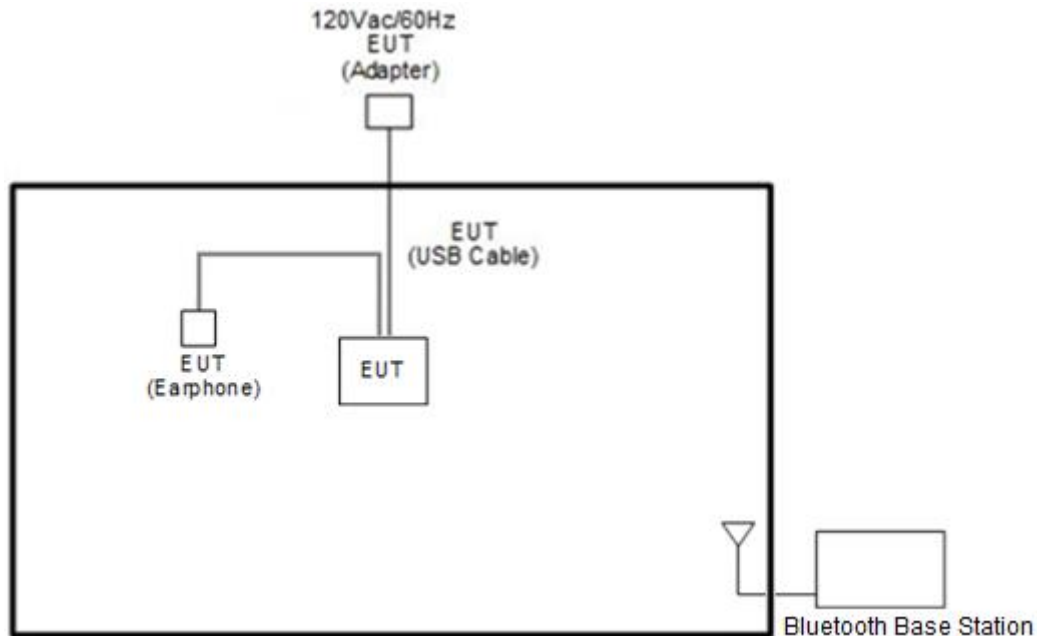 120Vac/60Hz
EUT
(Adapter)
EUT
(USB Cable)
EUT
(Earphone)
EUT
Bluetooth Base Station